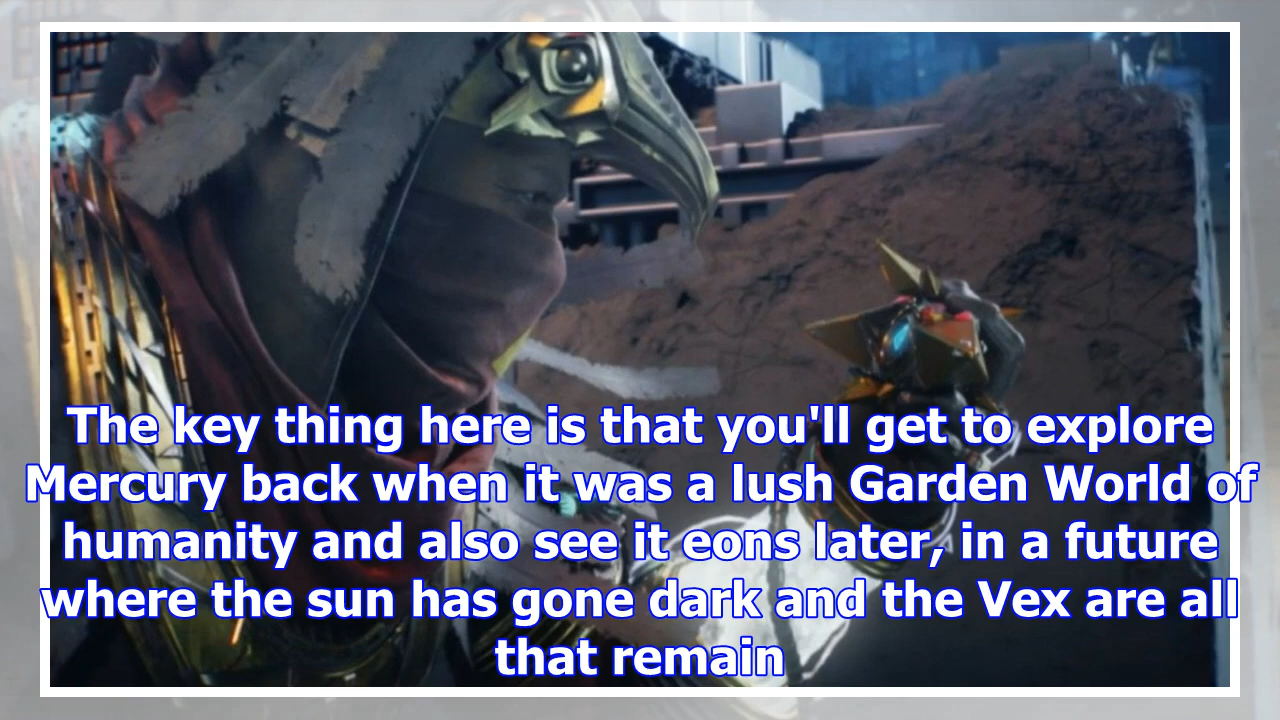 The key thing here is that you'll get to explore
Mercury back when it was a lush Garden World of
humanity and also see it eons later, in a future
where the sun has gone dark and the Vex are all
that remain